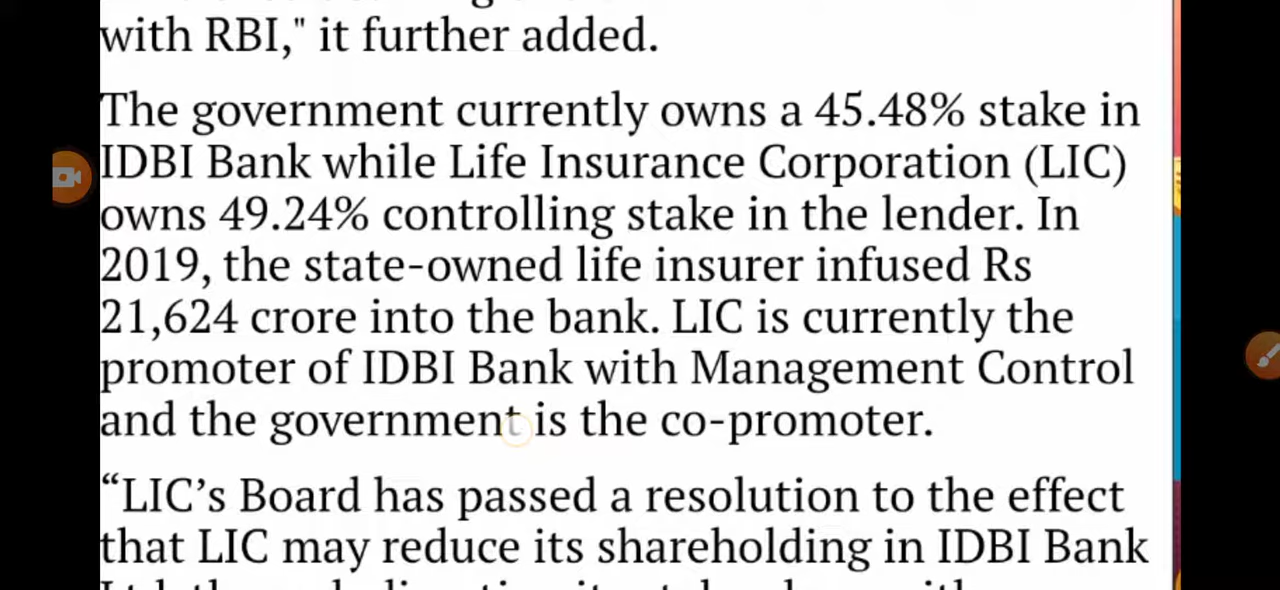 with RBI," it further added.
The government currently owns a 45.48% stake in
IDBI Bank while Life Insurance Corporation (LIC)
owns 49.24% controlling stake in the lender. In
2019, the state-owned life insurer infused Rs
21,624 crore into the bank. LIC is currently the
promoter of IDBI Bank with Management Control
and the government is the co-promoter.
“LIC’s Board has passed a resolution to the effect
that LIC may reduce its shareholding in IDBI Bank